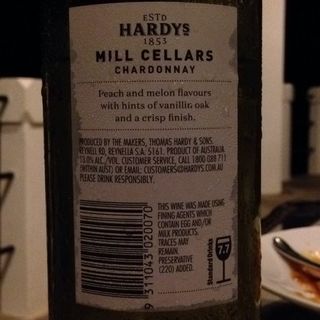 ESTD
HARDYS
1853
MILL CELLARS
CHARDONNAY
Peach and melon flavours
with hints of vanillin oak
and a crisp finish.
PRODUCED BY THE MAKERS, THOMAS HARDY & SONS,
REYNELL RD, REYNELLA S.A. 5161. PRODUCT OF AUSTRALIA
13.0% ALC./VOL. CUSTOMER SERVICE, CALL 1800 088 711
(WITHIN AUST) OR EMAIL: CUSTOMERS@HARDYS.COM.AU
PLEASE DRINK RESPONSIBLY.
THIS WINE WAS MADE USING
FINING AGENTS WHICH
CONTAIN EGG AND/OR
MILK PRODUCTS.
TRACES MAY
REMAIN.
PRESERVATIVE
(220) ADDED.
Standard Drinks
7.7
9 311043 020070